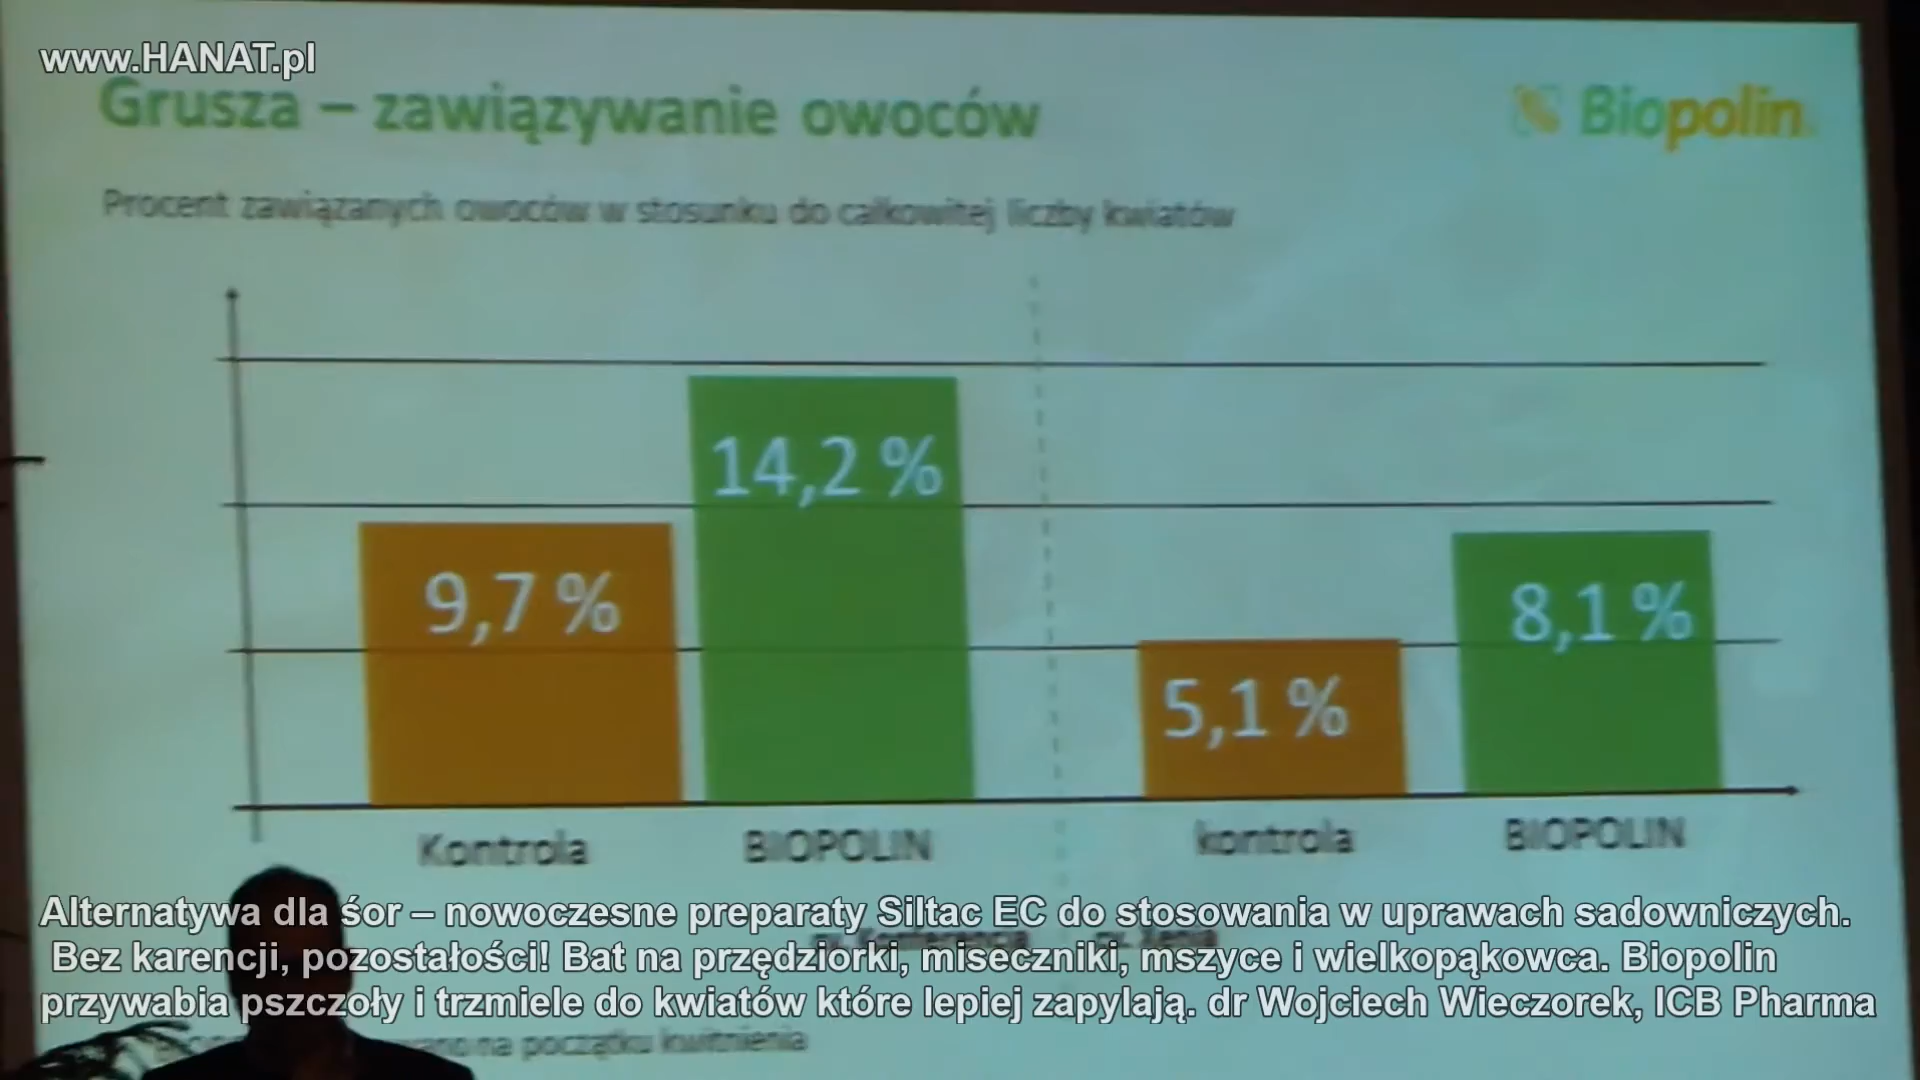 www.HANAT.pl
Grusza – zawiązywanie owoców
Biopolin
Procent zawiązanych owoców w stosunku do całkowitej liczby kwiatów
14,2 %
9,7 %
8,1 %
5,1 %
Kontrola
BIOPOLIN
kontrola
BIOPOLIN
cv. Konferencja
Alternatywa dla śor – nowoczesne preparaty Siltac EC do stosowania w uprawach sadowniczych.
Bez karencji, pozostałości! Bat na przędziorki, miseczniki, mszyce i wielkopąkowca. Biopolin
przywabia pszczoły i trzmiele do kwiatów które lepiej zapylają. dr Wojciech Wieczorek, ICB Pharma
na początku kwitnienia